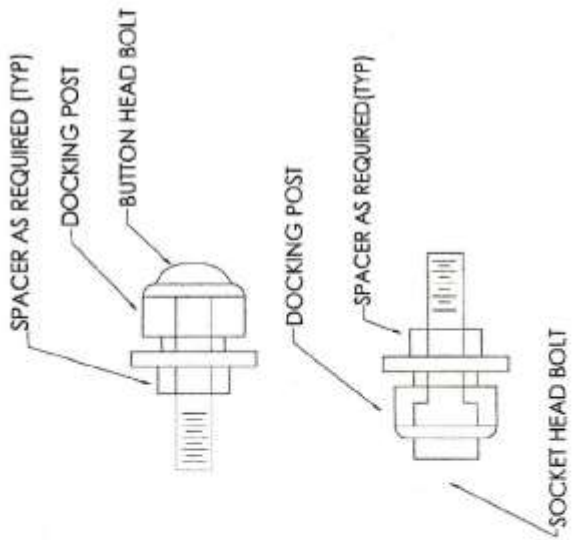 SPACER AS REQUIRED (TYP)
DOCKING POST
BUTTON HEAD BOLT
DOCKING POST
SPACER AS REQUIRED(TYP)
SOCKET HEAD BOLT